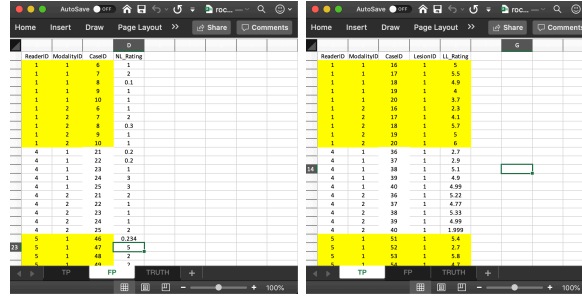 AutoSave OFF roc...
Home Insert Draw Page Layout >> Share Comments
D
ReaderID ModalityID CaseID NL_Rating
1 1 6 1
1 1 7 2
1 1 8 0.1
1 1 9 1
1 1 10 1
1 2 6 1
1 2 7 2
1 2 8 0.3
1 2 9 1
1 2 10 1
4 1 21 0.2
4 1 22 0.2
4 1 23 1
4 1 24 3
4 1 25 3
4 2 21 2
4 2 22 1
4 2 23 1
4 2 24 1
4 2 25 2
5 1 46 0.234
23 5 1 47 5
5 1 48 2
5 1 49 2
TP FP TRUTH +
- + 100%
AutoSave OFF roc...
Home Insert Draw Page Layout >> Share Comments
G
ReaderID ModalityID CaseID LesionID LL_Rating
1 1 16 1 5
1 1 17 1 5.5
1 1 18 1 4.9
1 1 19 1 4
1 1 20 1 3.7
1 2 16 1 2.3
1 2 17 1 4.1
1 2 18 1 5.7
1 2 19 1 5
1 2 20 1 6
4 1 36 1 2.7
4 1 37 1 2.9
14 4 1 38 1 5.1
4 1 39 1 4.9
4 1 40 1 4.99
4 2 36 1 5.22
4 2 37 1 4.77
4 2 38 1 5.33
4 2 39 1 4.99
4 2 40 1 1.999
5 1 51 1 5.4
5 1 52 1 2.7
5 1 53 1 5.8
5 1 54 1 4.7
TP FP TRUTH +
- + 100%